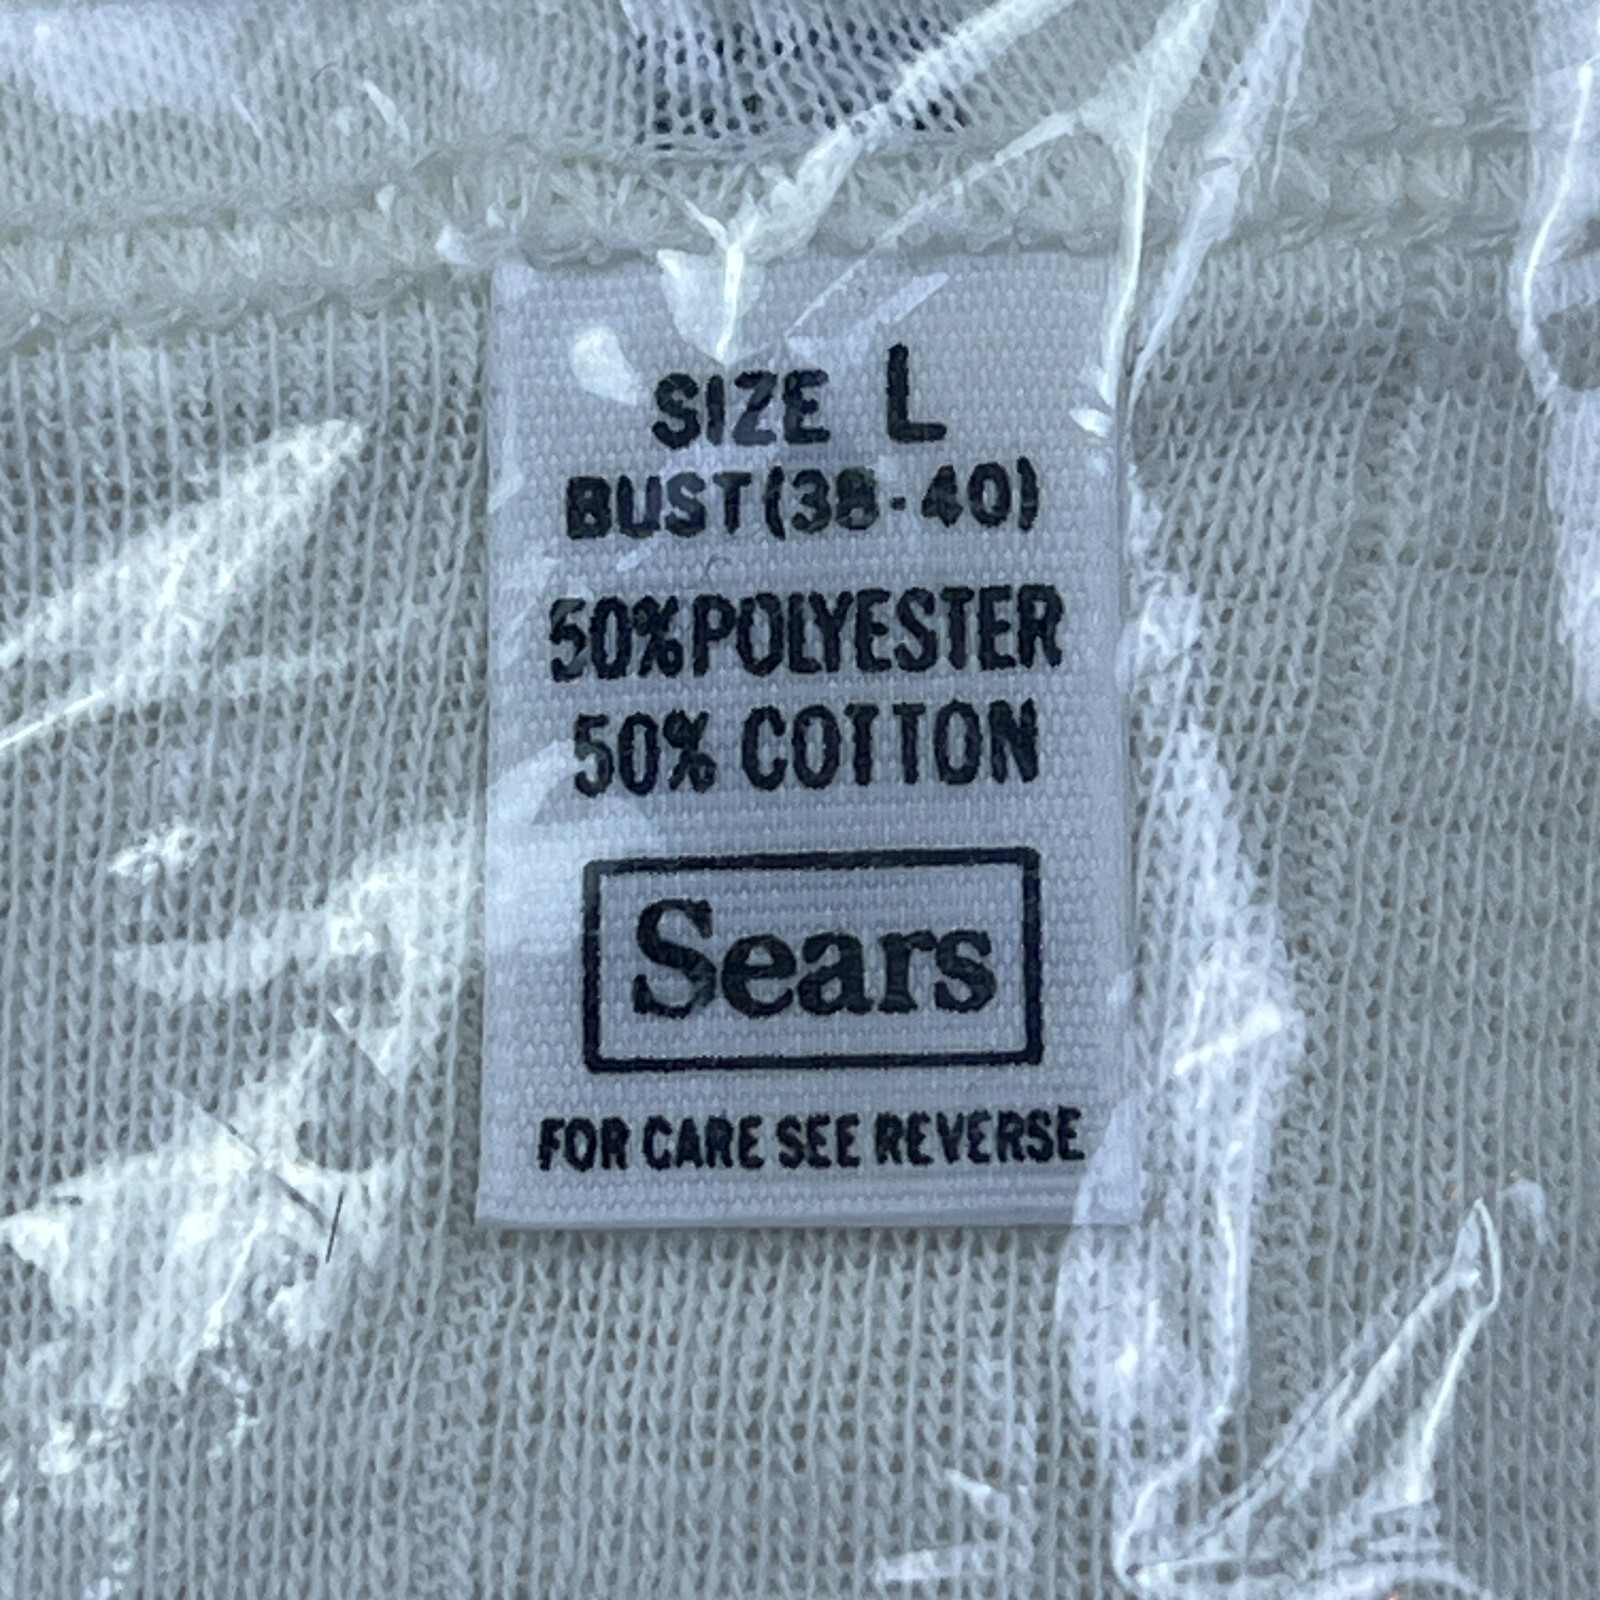 SIZE L
BUST (38-40)
50% POLYESTER
50% COTTON
Sears
FOR CARE SEE REVERSE